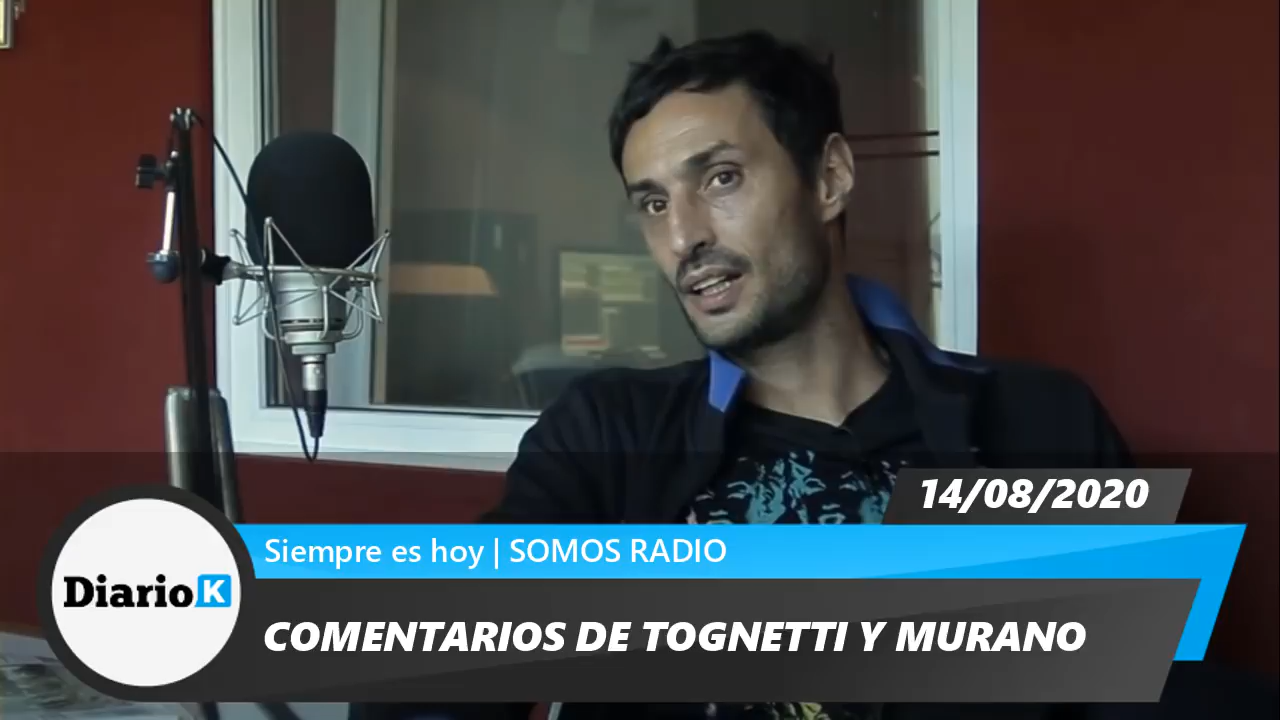 14/08/2020
Siempre es hoy | SOMOS RADIO
DiarioK
COMENTARIOS DE TOGNETTI Y MURANO